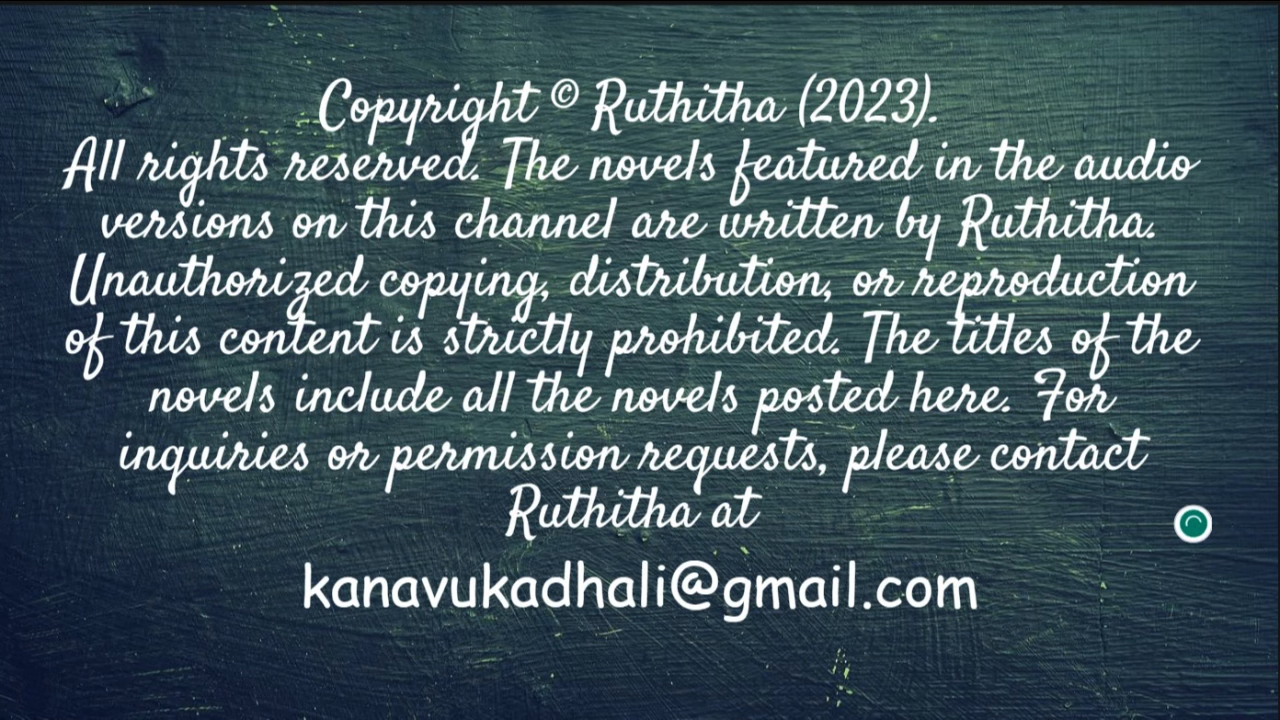 Copyright © Ruthitha (2023).
All rights reserved. The novels featured in the audio
versions on this channel are written by Ruthitha.
Unauthorized copying, distribution, or reproduction
of this content is strictly prohibited. The titles of the
novels include all the novels posted here. For
inquiries or permission requests, please contact
Ruthitha at
kanavukadhali@gmail.com